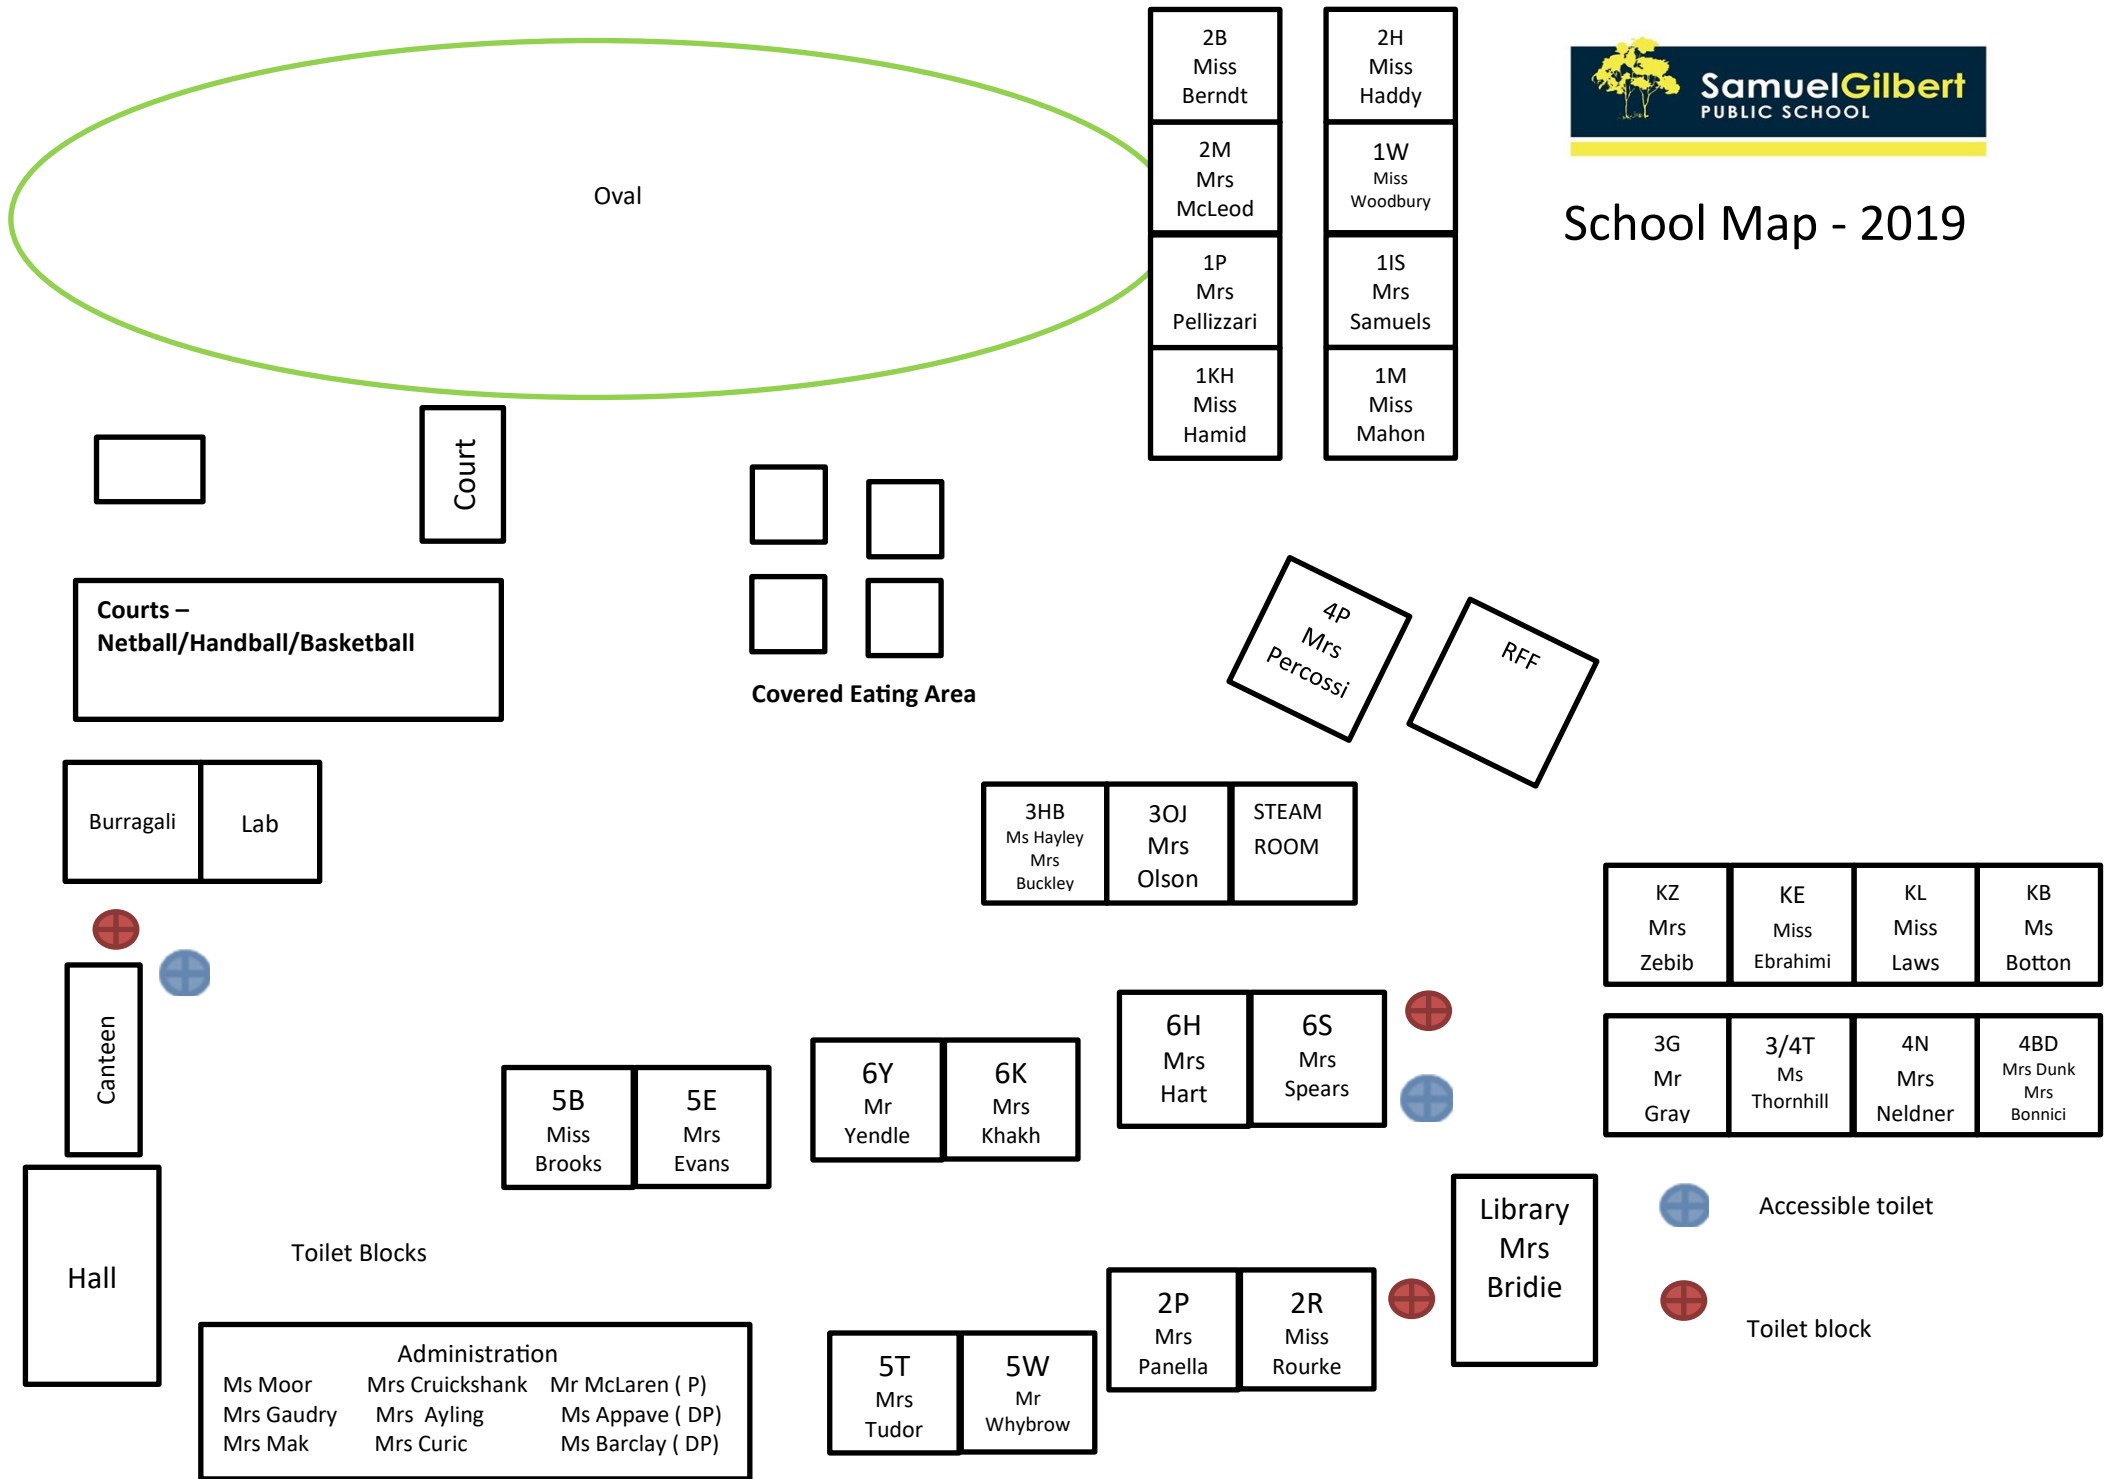 SamuelGilbert
PUBLIC SCHOOL
School Map - 2019
Oval
2B
Miss
Berndt
2H
Miss
Haddy
2M
Mrs
McLeod
1W
Miss
Woodbury
1P
Mrs
Pellizzari
1IS
Mrs
Samuels
1KH
Miss
Hamid
1M
Miss
Mahon
Court
Courts –
Netball/Handball/Basketball
Covered Eating Area
4P
Mrs
Percossi
RFF
Burragali
Lab
3HB
Ms Hayley
Mrs
Buckley
3OJ
Mrs
Olson
STEAM
ROOM
KZ
Mrs
Zebib
KE
Miss
Ebrahimi
KL
Miss
Laws
KB
Ms
Botton
Canteen
5B
Miss
Brooks
5E
Mrs
Evans
6Y
Mr
Yendle
6K
Mrs
Khakh
6H
Mrs
Hart
6S
Mrs
Spears
3G
Mr
Gray
3/4T
Ms
Thornhill
4N
Mrs
Neldner
4BD
Mrs Dunk
Mrs
Bonnici
Hall
Toilet Blocks
Library
Mrs
Bridie
Accessible toilet
Toilet block
2P
Mrs
Panella
2R
Miss
Rourke
5T
Mrs
Tudor
5W
Mr
Whybrow
Administration
Ms Moor Mrs Cruickshank Mr McLaren ( P)
Mrs Gaudry Mrs Ayling Ms Appave ( DP)
Mrs Mak Mrs Curic Ms Barclay ( DP)